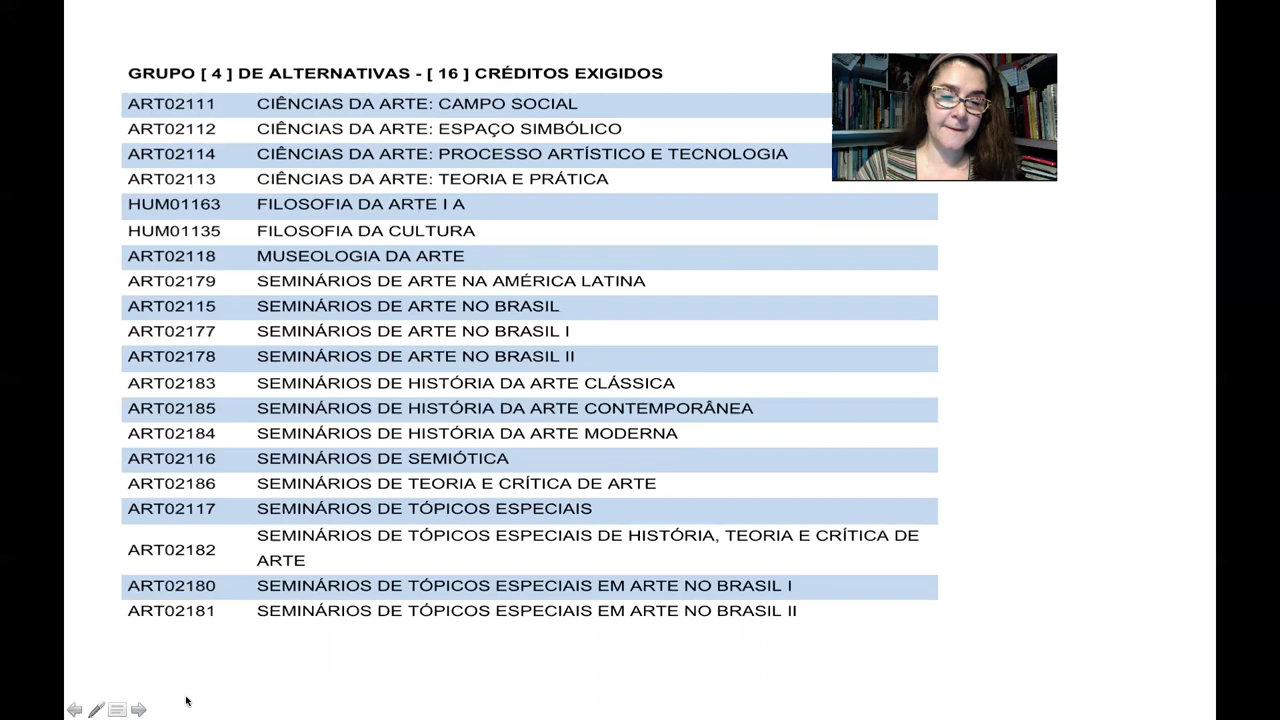 GRUPO [ 4 ] DE ALTERNATIVAS - [ 16 ] CRÉDITOS EXIGIDOS
ART02111 CIÊNCIAS DA ARTE: CAMPO SOCIAL
ART02112 CIÊNCIAS DA ARTE: ESPAÇO SIMBÓLICO
ART02114 CIÊNCIAS DA ARTE: PROCESSO ARTÍSTICO E TECNOLOGIA
ART02113 CIÊNCIAS DA ARTE: TEORIA E PRÁTICA
HUM01163 FILOSOFIA DA ARTE I A
HUM01135 FILOSOFIA DA CULTURA
ART02118 MUSEOLOGIA DA ARTE
ART02179 SEMINÁRIOS DE ARTE NA AMÉRICA LATINA
ART02115 SEMINÁRIOS DE ARTE NO BRASIL
ART02177 SEMINÁRIOS DE ARTE NO BRASIL I
ART02178 SEMINÁRIOS DE ARTE NO BRASIL II
ART02183 SEMINÁRIOS DE HISTÓRIA DA ARTE CLÁSSICA
ART02185 SEMINÁRIOS DE HISTÓRIA DA ARTE CONTEMPORÂNEA
ART02184 SEMINÁRIOS DE HISTÓRIA DA ARTE MODERNA
ART02116 SEMINÁRIOS DE SEMIÓTICA
ART02186 SEMINÁRIOS DE TEORIA E CRÍTICA DE ARTE
ART02117 SEMINÁRIOS DE TÓPICOS ESPECIAIS
ART02182 SEMINÁRIOS DE TÓPICOS ESPECIAIS DE HISTÓRIA, TEORIA E CRÍTICA DE
ARTE
ART02180 SEMINÁRIOS DE TÓPICOS ESPECIAIS EM ARTE NO BRASIL I
ART02181 SEMINÁRIOS DE TÓPICOS ESPECIAIS EM ARTE NO BRASIL II